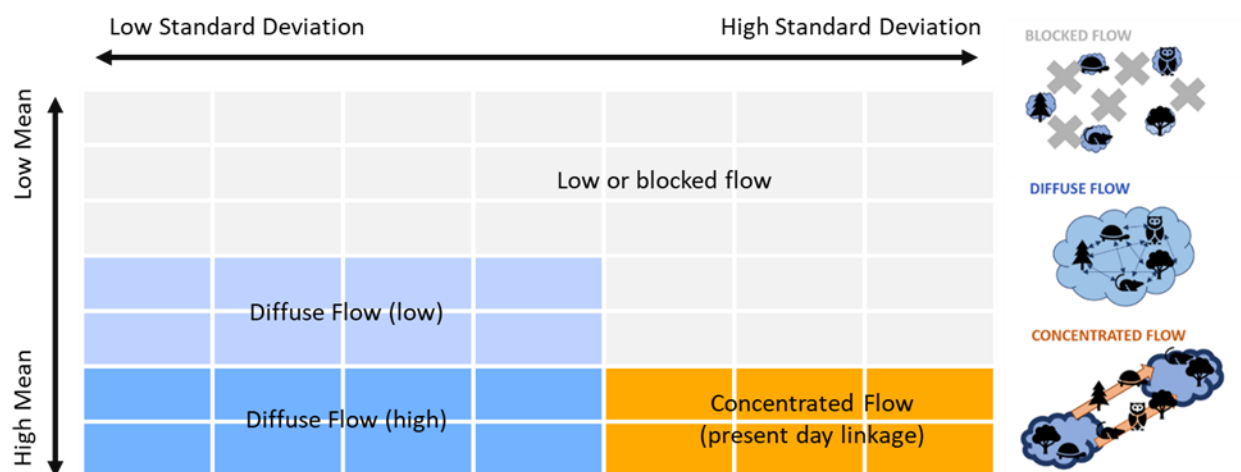 Low Standard Deviation
High Standard Deviation
Low Mean
High Mean
Low or blocked flow
Diffuse Flow (low)
Diffuse Flow (high)
Concentrated Flow
(present day linkage)
BLOCKED FLOW
DIFFUSE FLOW
CONCENTRATED FLOW